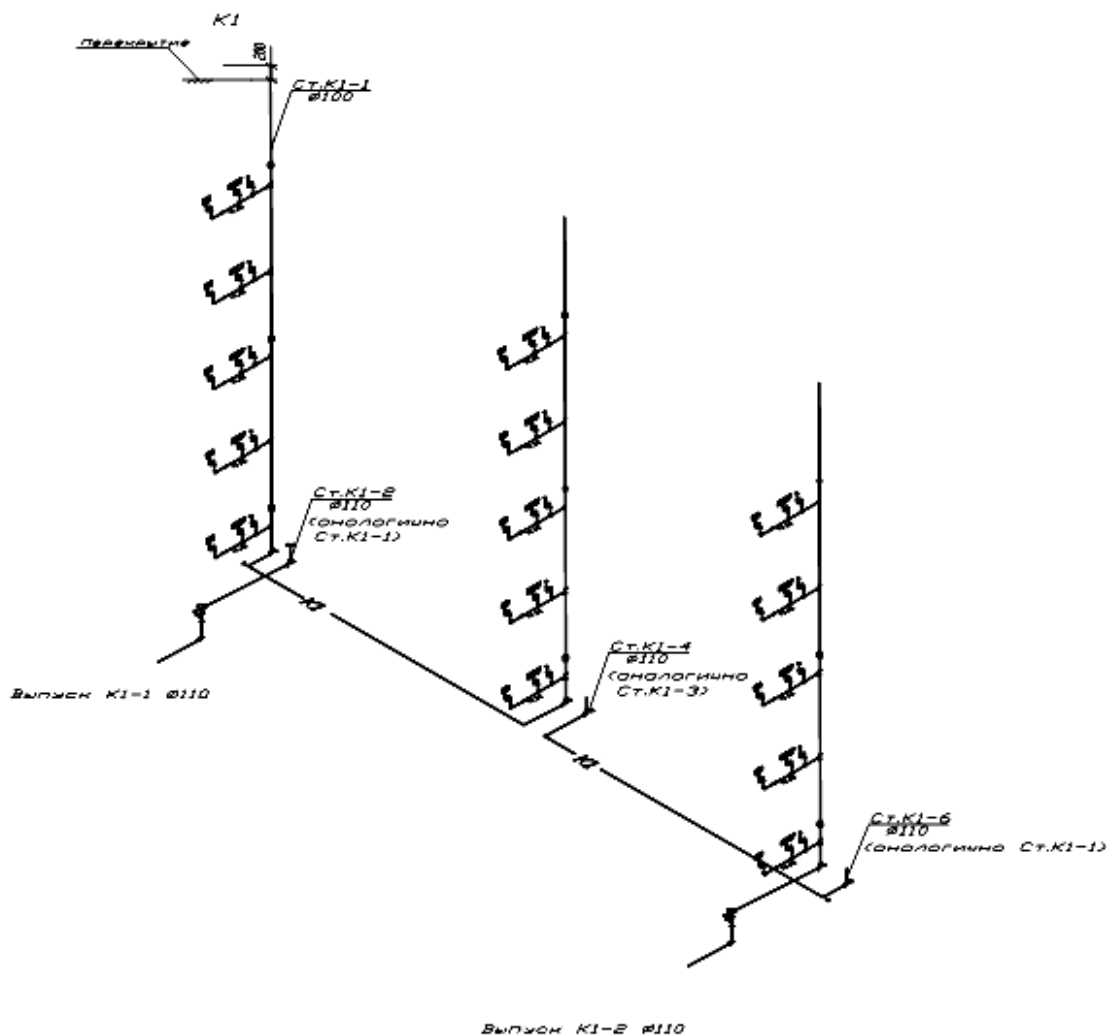 К1
перекрытие
200
Ст.К1-1
ø100
Ст.К1-2
ø110
(аналогично
Ст.К1-1)
К1
Ст.К1-4
ø110
(аналогично
Ст.К1-3)
Выпуск К1-1 ø110
К1
Ст.К1-6
ø110
(аналогично Ст.К1-1)
Выпуск К1-2 ø110